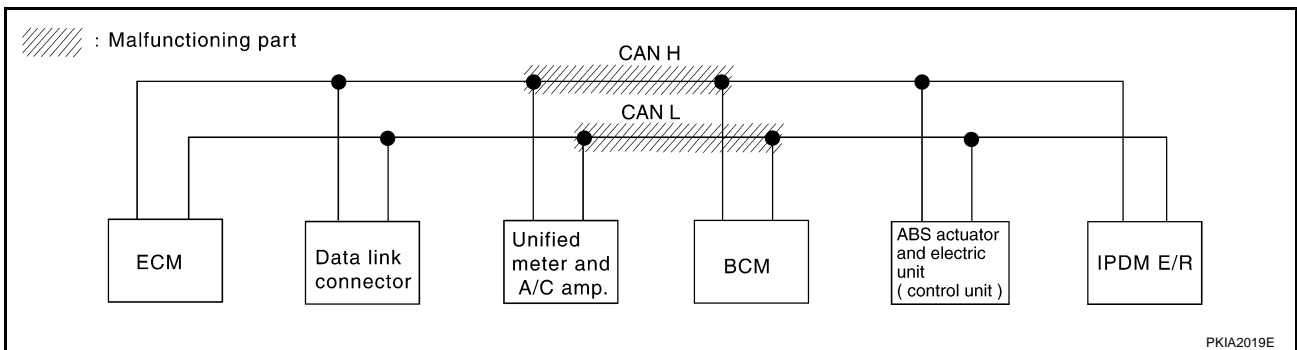 : Malfunctioning part
CAN H
CAN L
ECM
Data link
connector
Unified
meter and
A/C amp.
BCM
ABS actuator
and electric
unit
( control unit )
IPDM E/R
PKIA2019E